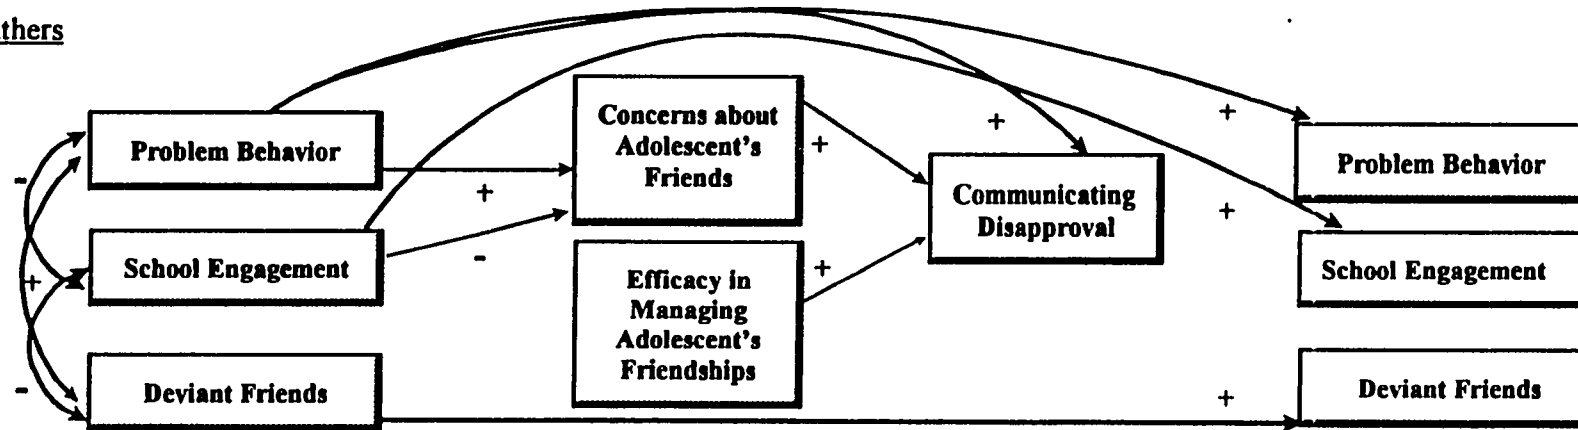 thers
Problem Behavior
School Engagement
Deviant Friends
-
+
-
+
-
Concerns about
Adolescent's
Friends
Efficacy in
Managing
Adolescent's
Friendships
+
+
+
Communicating
Disapproval
+
+
+
Problem Behavior
School Engagement
Deviant Friends